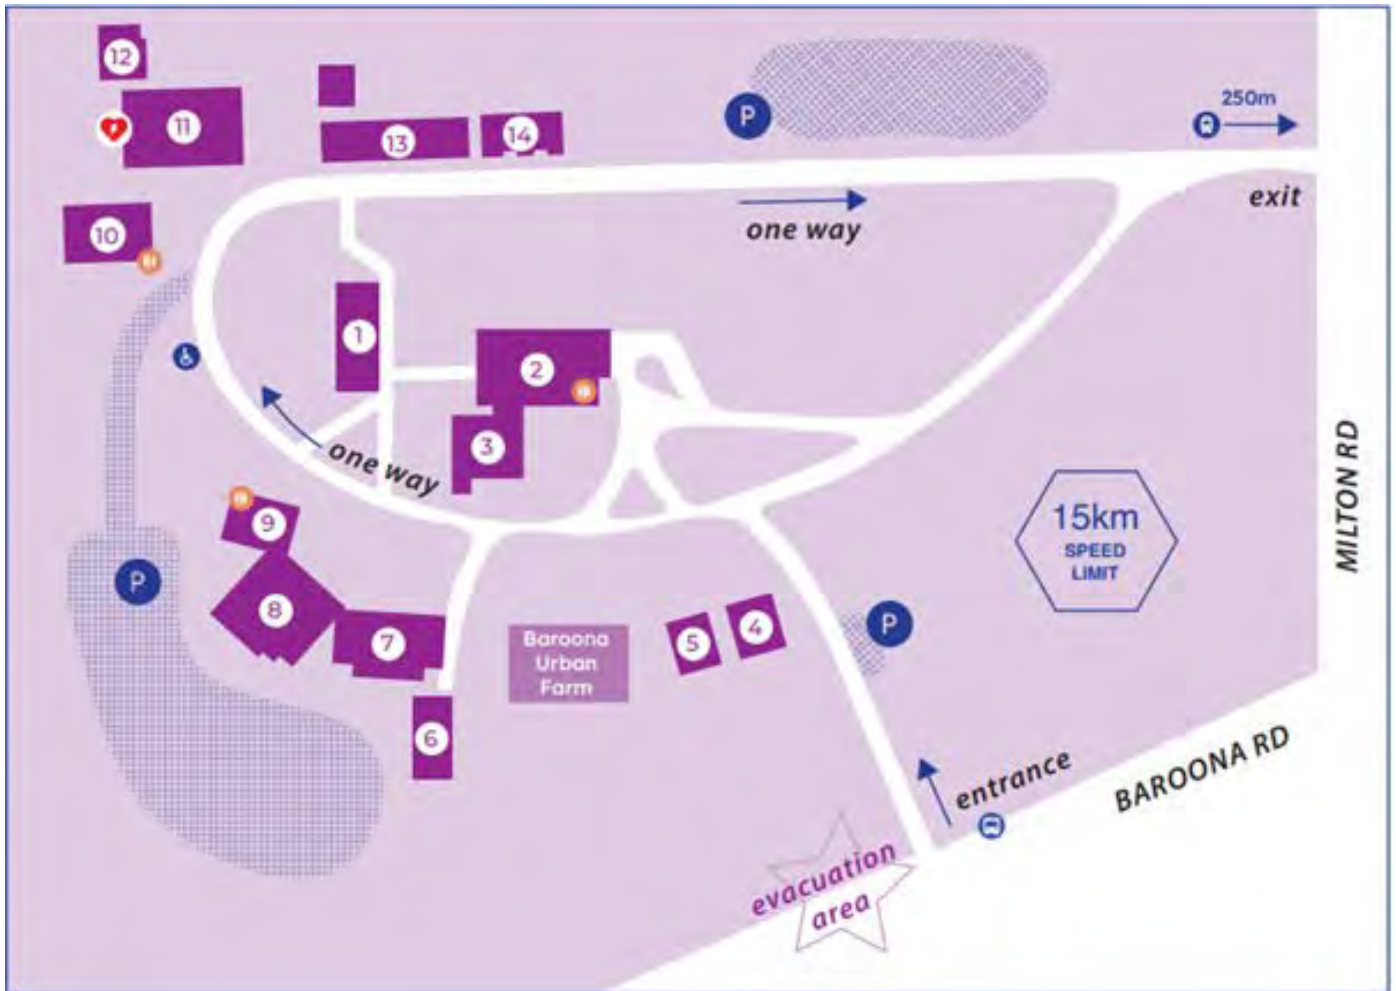 12
11
13
14
P
250m
exit
10
one way
1
2
3
one way
9
15km
SPEED
LIMIT
MILTON RD
P
8
7
Baroona
Urban
Farm
5
4
P
6
entrance
BAROONA RD
evacuation
area